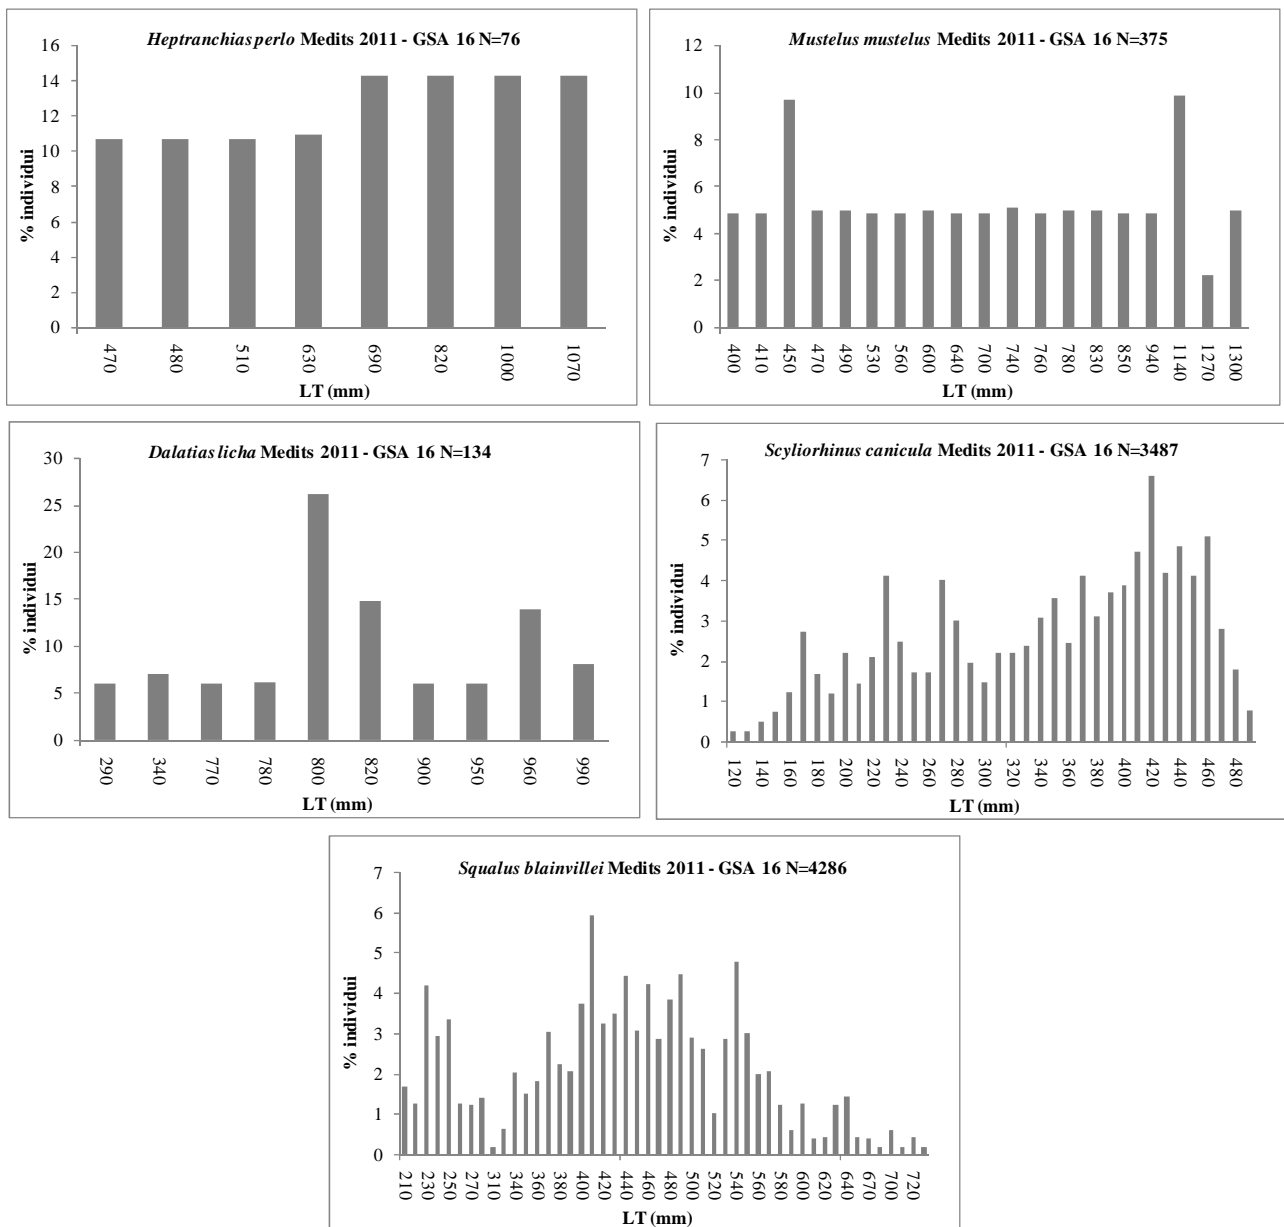 Heptranchias perlo Medits 2011 - GSA 16 N=76
16
14
12
10
8
6
4
2
0
% individui
470 480 510 630 690 820 1000 1070
LT (mm)
Mustelus mustelus Medits 2011 - GSA 16 N=375
12
10
8
6
4
2
0
% individui
400 410 450 470 490 530 560 600 640 700 740 760 780 830 850 940 1140 1270 1300
LT (mm)
Dalatias licha Medits 2011 - GSA 16 N=134
30
25
20
15
10
5
0
% individui
290 340 770 780 800 820 900 950 960 990
LT (mm)
Scyliorhinus canicula Medits 2011 - GSA 16 N=3487
7
6
5
4
3
2
1
0
% individui
120 140 160 180 200 220 240 260 280 300 320 340 360 380 400 420 440 460 480
LT (mm)
Squalus blainvillei Medits 2011 - GSA 16 N=4286
7
6
5
4
3
2
1
0
% individui
210 230 250 270 310 340 360 380 400 420 440 460 480 500 520 540 560 580 600 620 640 670 700 720
LT (mm)